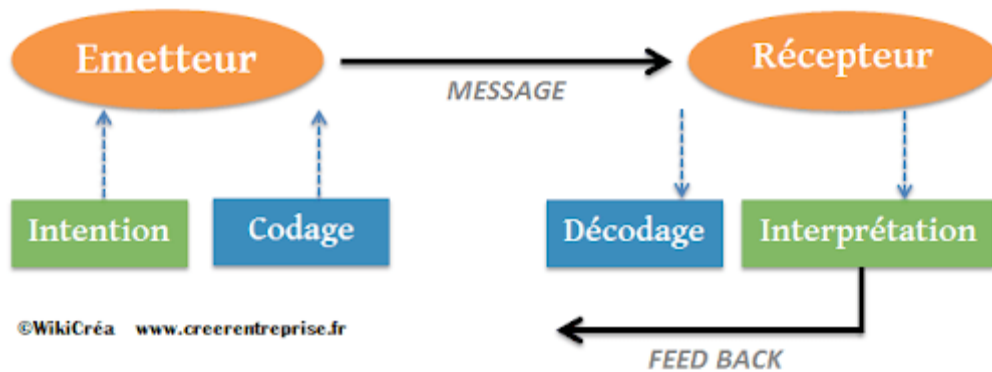 Emetteur
MESSAGE
Récepteur
Intention
Codage
Décodage
Interprétation
©WikiCréa www.creerentreprise.fr
FEED BACK